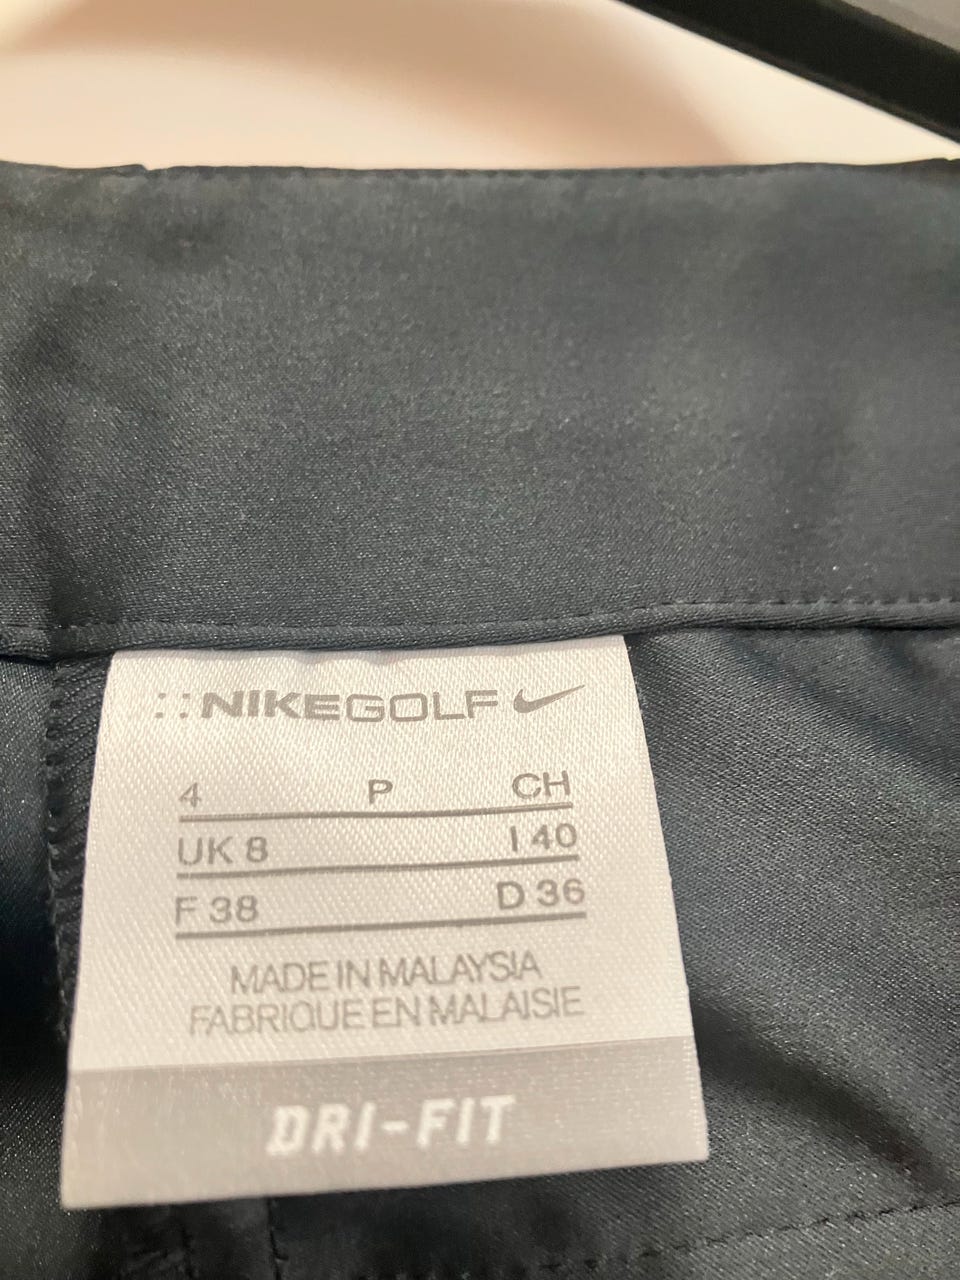 NIKEGOLF
4 P CH
UK 8 I 40
F 38 D 36
MADE IN MALAYSIA
FABRIQUE EN MALAISIE
DRI-FIT